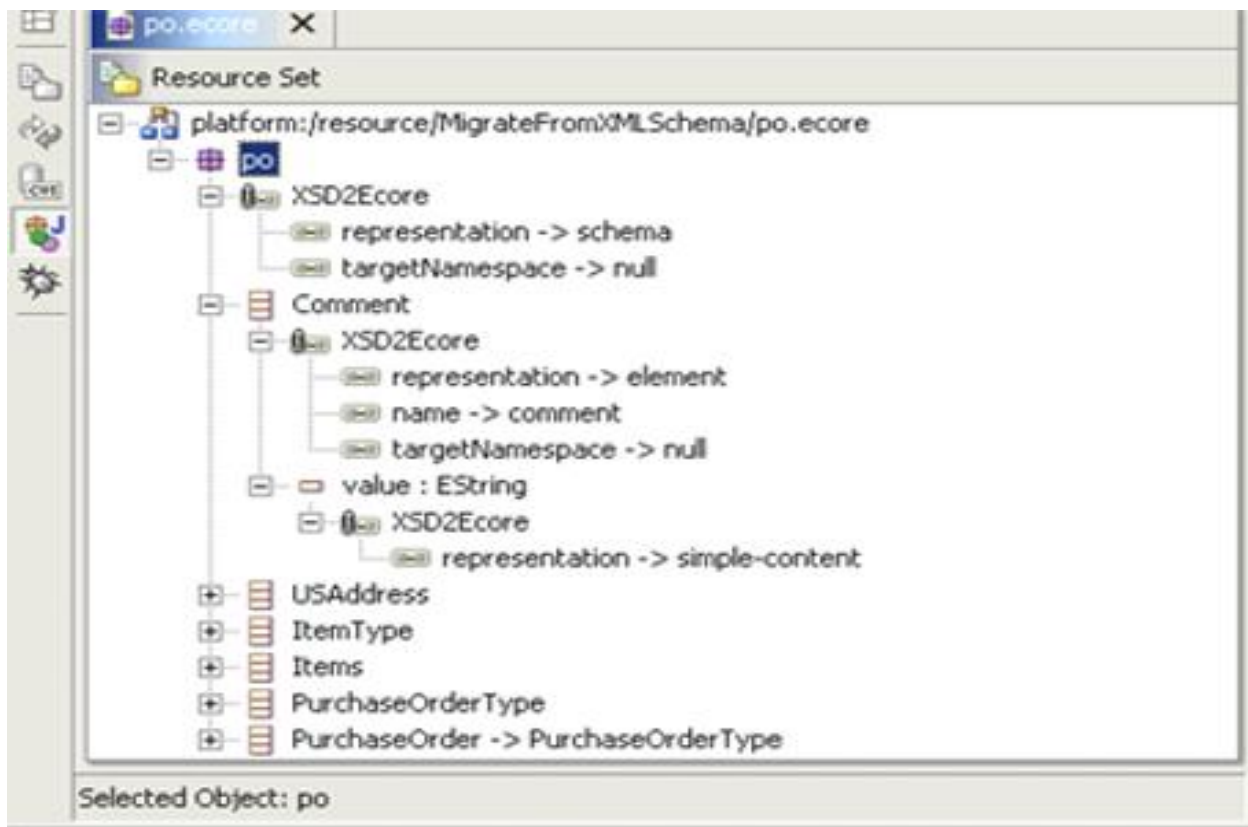 po.ecore
Resource Set
platform:/resource/MigrateFromXMLSchema/po.ecore
po
XSD2Ecore
representation -> schema
targetNamespace -> null
Comment
XSD2Ecore
representation -> element
name -> comment
targetNamespace -> null
value : EString
XSD2Ecore
representation -> simple-content
USAddress
ItemType
Items
PurchaseOrderType
PurchaseOrder -> PurchaseOrderType
Selected Object: po